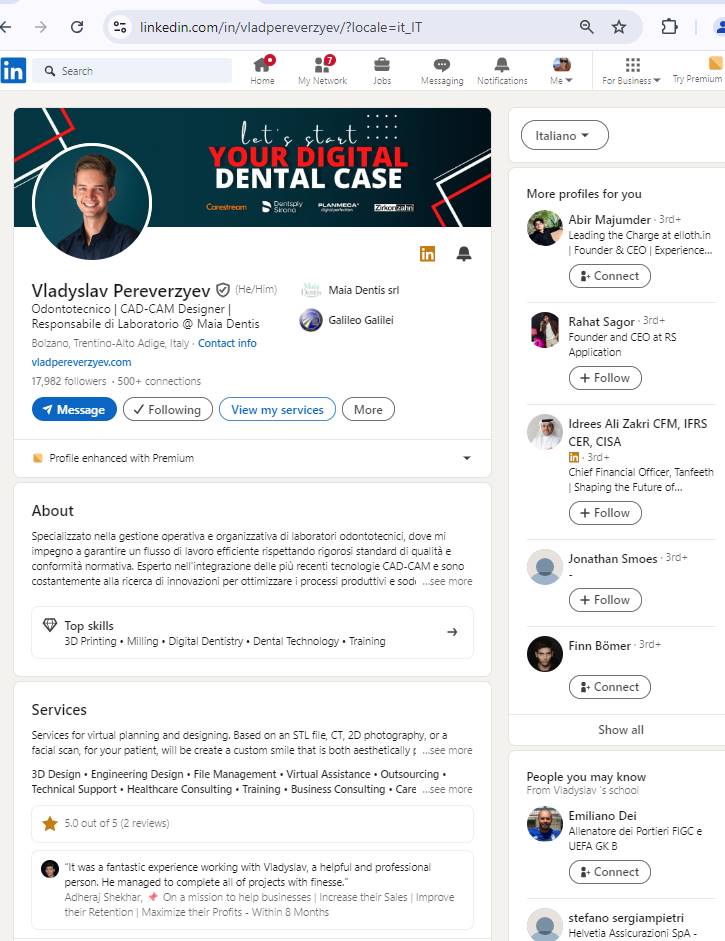 linkedin.com/in/vladpereverzyev/?locale=it_IT
in
Search
Home
7
My Network
Jobs
Messaging
Notifications
Me
For Business
Try Premium
let's start
YOUR DIGITAL
DENTAL CASE
Carestream
Dentsply Sirona
PLANMECA
digital perfection
Zirkonzahn
in
Vladyslav Pereverzyev (He/Him)
Odontotecnico | CAD-CAM Designer |
Responsabile di Laboratorio @ Maia Dentis
Bolzano, Trentino-Alto Adige, Italy · Contact info
vladpereverzyev.com
17,982 followers · 500+ connections
Maia Dentis
Maia Dentis srl
Galileo Galilei
Message
Following
View my services
More
Profile enhanced with Premium
About
Specializzato nella gestione operativa e organizzativa di laboratori odontotecnici, dove mi
impegno a garantire un flusso di lavoro efficiente rispettando rigorosi standard di qualità e
conformità normativa. Esperto nell'integrazione delle più recenti tecnologie CAD-CAM e sono
costantemente alla ricerca di innovazioni per ottimizzare i processi produttivi e sod ...see more
Top skills
3D Printing • Milling • Digital Dentistry • Dental Technology • Training
Services
Services for virtual planning and designing. Based on an STL file, CT, 2D photography, or a
facial scan, for your patient, will be create a custom smile that is both aesthetically p ...see more
3D Design • Engineering Design • File Management • Virtual Assistance • Outsourcing •
Technical Support • Healthcare Consulting • Training • Business Consulting • Care ...see more
5.0 out of 5 (2 reviews)
“It was a fantastic experience working with Vladyslav, a helpful and professional
person. He managed to complete all of projects with finesse.”
Adheraj Shekhar, 📌 On a mission to help businesses | Increase their Sales | Improve
their Retention | Maximize their Profits - Within 8 Months
Italiano
More profiles for you
Abir Majumder · 3rd+
Leading the Charge at elloth.in
| Founder & CEO | Experience...
Connect
Rahat Sagor · 3rd+
Founder and CEO at RS
Application
+ Follow
Idrees Ali Zakri CFM, IFRS
CER, CISA
in · 3rd+
Chief Financial Officer, Tanfeeth
| Shaping the Future of...
+ Follow
Jonathan Smoes · 3rd+
-
+ Follow
Finn Bömer · 3rd+
Connect
Show all
People you may know
From Vladyslav 's school
Emiliano Dei
Allenatore dei Portieri FIGC e
UEFA GK B
Connect
stefano sergiampietri
Helvetia Assicurazioni SpA -